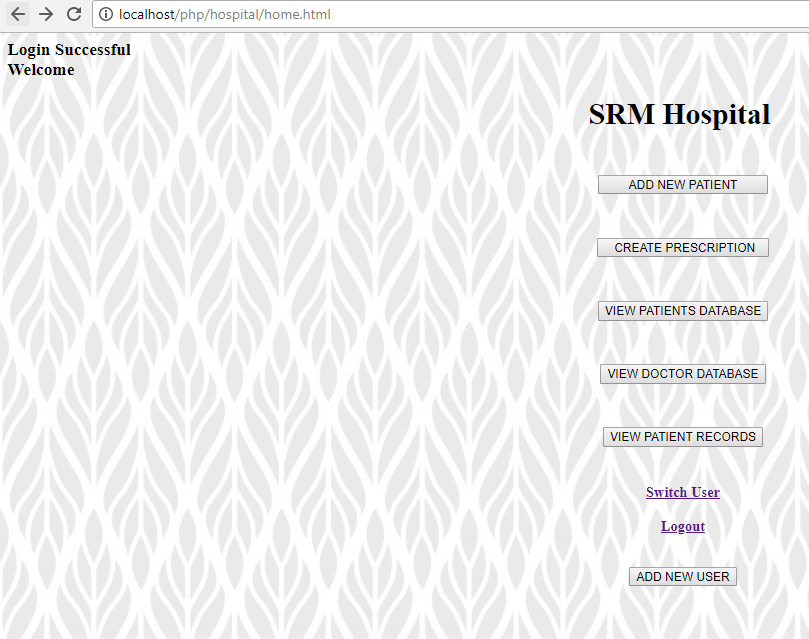 localhost/php/hospital/home.html
Login Successful
Welcome
SRM Hospital
ADD NEW PATIENT
CREATE PRESCRIPTION
VIEW PATIENTS DATABASE
VIEW DOCTOR DATABASE
VIEW PATIENT RECORDS
Switch User
Logout
ADD NEW USER